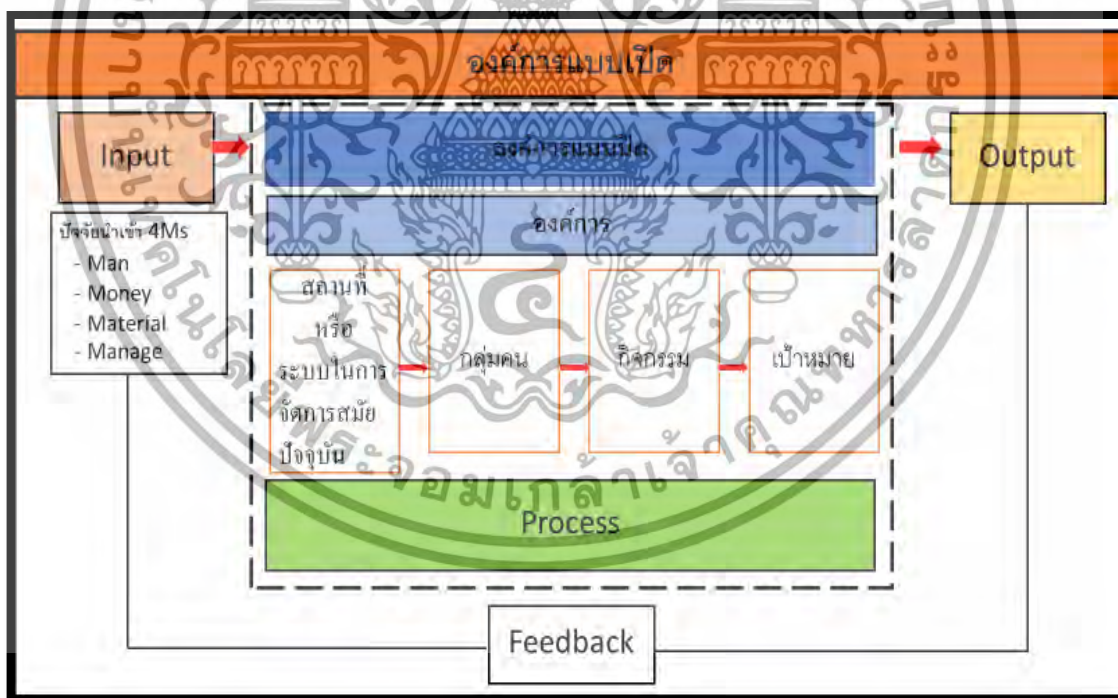 องค์การแบบเปิด
Input
องค์การแบบปิด
Output
องค์การ
ปัจจัยนำเข้า 4Ms
- Man
- Money
- Material
- Manage
สถานที่
หรือ
ระบบในการ
จัดการสมัย
ปัจจุบัน
กลุ่มคน
กิจกรรม
เป้าหมาย
Process
Feedback